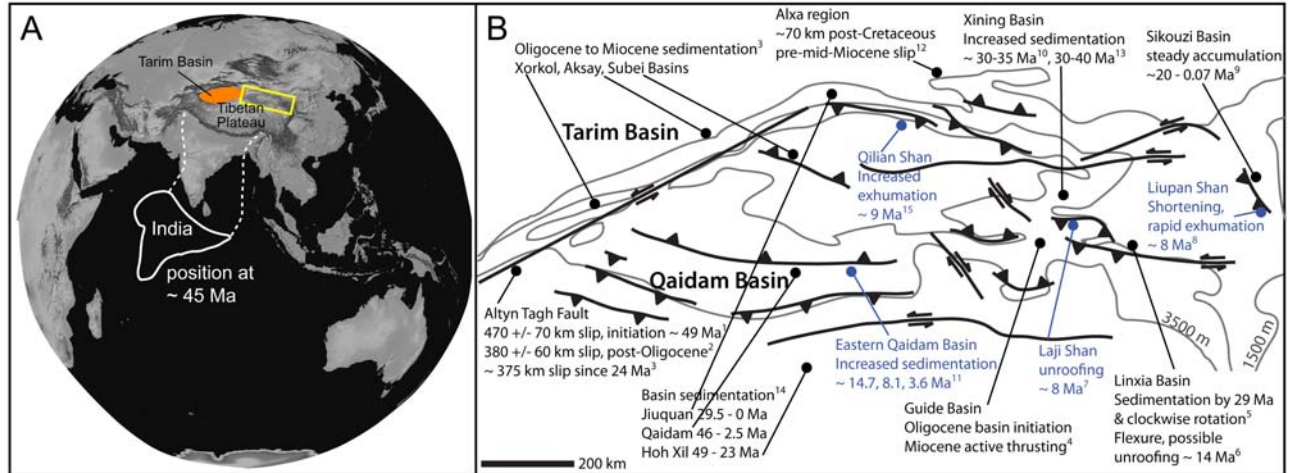 A
Tarim Basin
Tibetan
Plateau
India
position at
~ 45 Ma
B
Oligocene to Miocene sedimentation³
Xorkol, Aksay, Subei Basins
Alxa region
~70 km post-Cretaceous
pre-mid-Miocene slip¹²
Xining Basin
Increased sedimentation
~ 30-35 Ma¹⁰, 30-40 Ma¹³
Sikouzi Basin
steady accumulation
~20 - 0.07 Ma⁹
Tarim Basin
Qilian Shan
Increased
exhumation
~ 9 Ma¹⁵
Liupan Shan
Shortening,
rapid exhumation
~ 8 Ma⁸
Qaidam Basin
Altyn Tagh Fault
470 +/- 70 km slip, initiation ~ 49 Ma¹
380 +/- 60 km slip, post-Oligocene²
~ 375 km slip since 24 Ma³
Basin sedimentation¹⁴
Jiuquan 29.5 - 0 Ma
Qaidam 46 - 2.5 Ma
Hoh Xil 49 - 23 Ma
Eastern Qaidam Basin
Increased sedimentation
~ 14.7, 8.1, 3.6 Ma¹¹
Guide Basin
Oligocene basin initiation
Miocene active thrusting⁴
Laji Shan
unroofing
~ 8 Ma⁷
Linxia Basin
Sedimentation by 29 Ma
& clockwise rotation⁵
Flexure, possible
unroofing ~ 14 Ma⁶
3500 m
1500 m
200 km